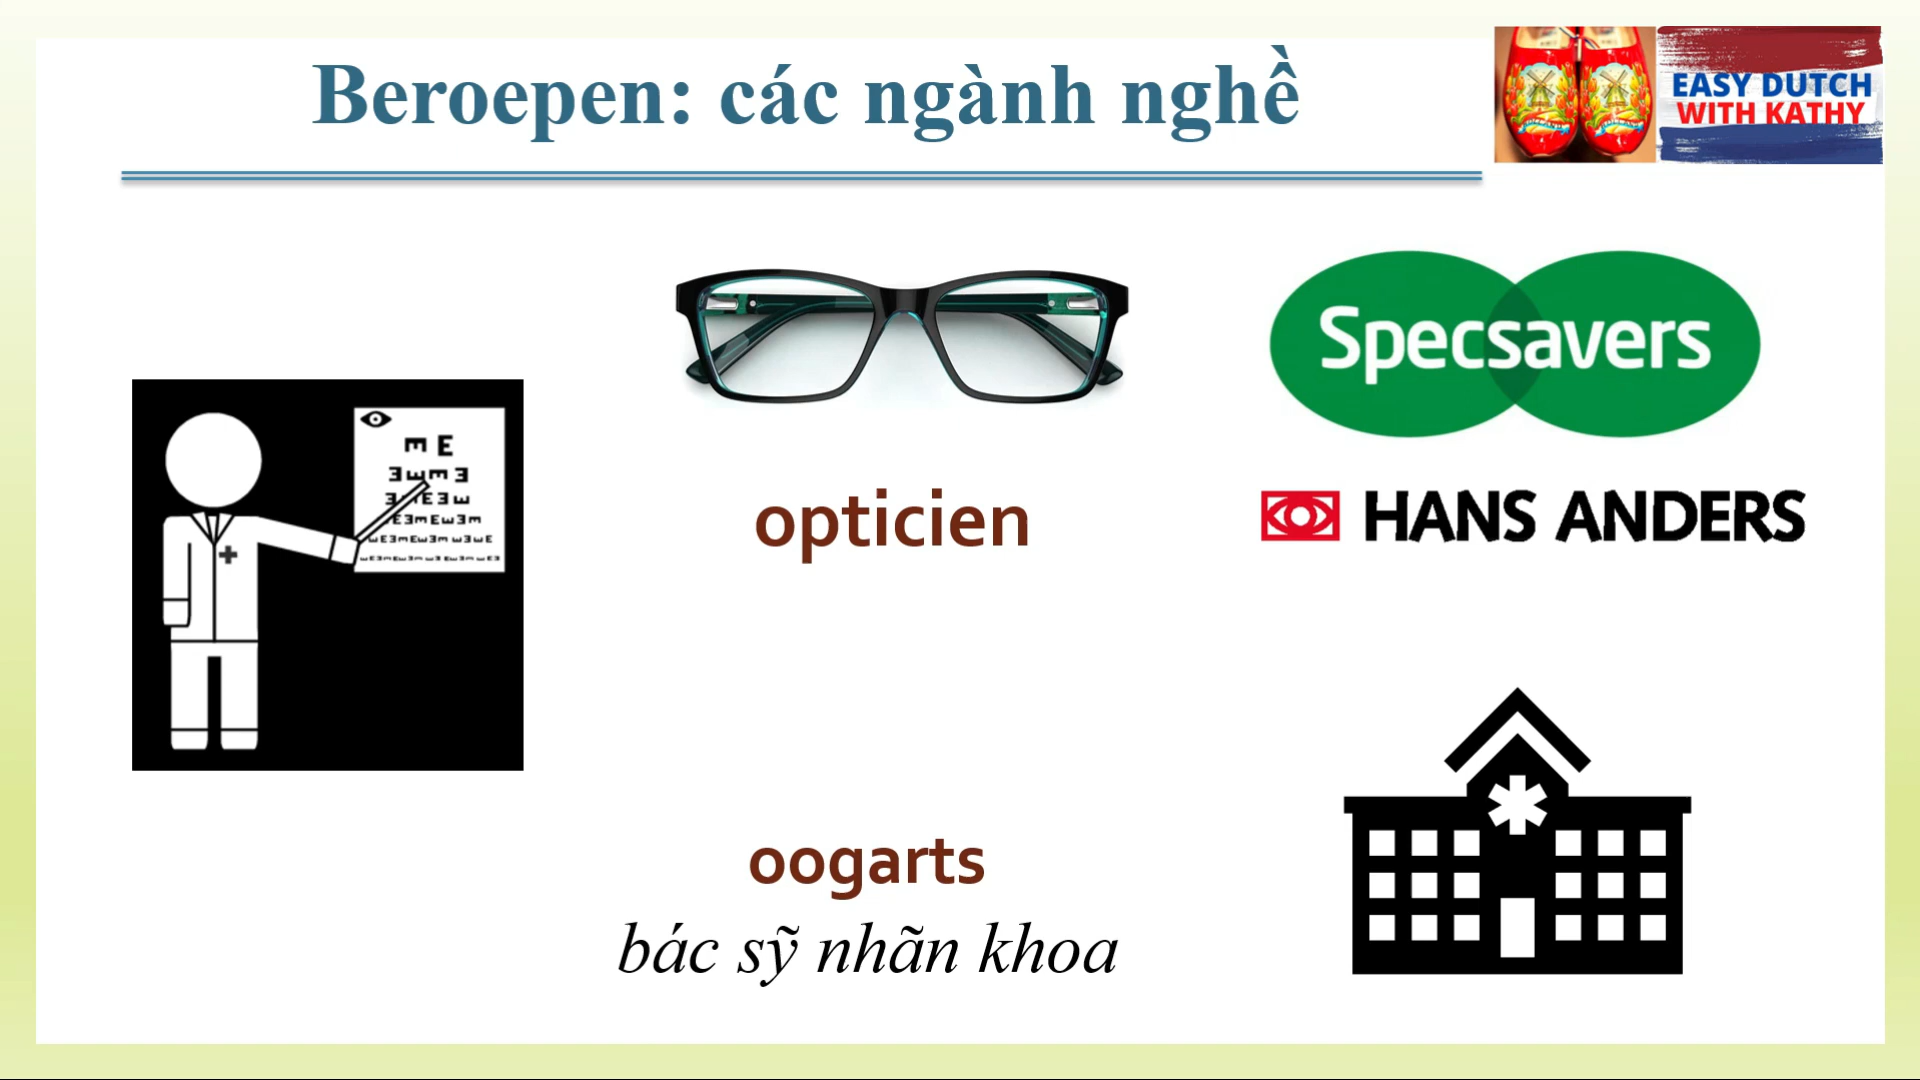 Beroepen: các ngành nghề
EASY DUTCH
WITH KATHY
Specsavers
HANS ANDERS
opticien
oogarts
bác sỹ nhãn khoa